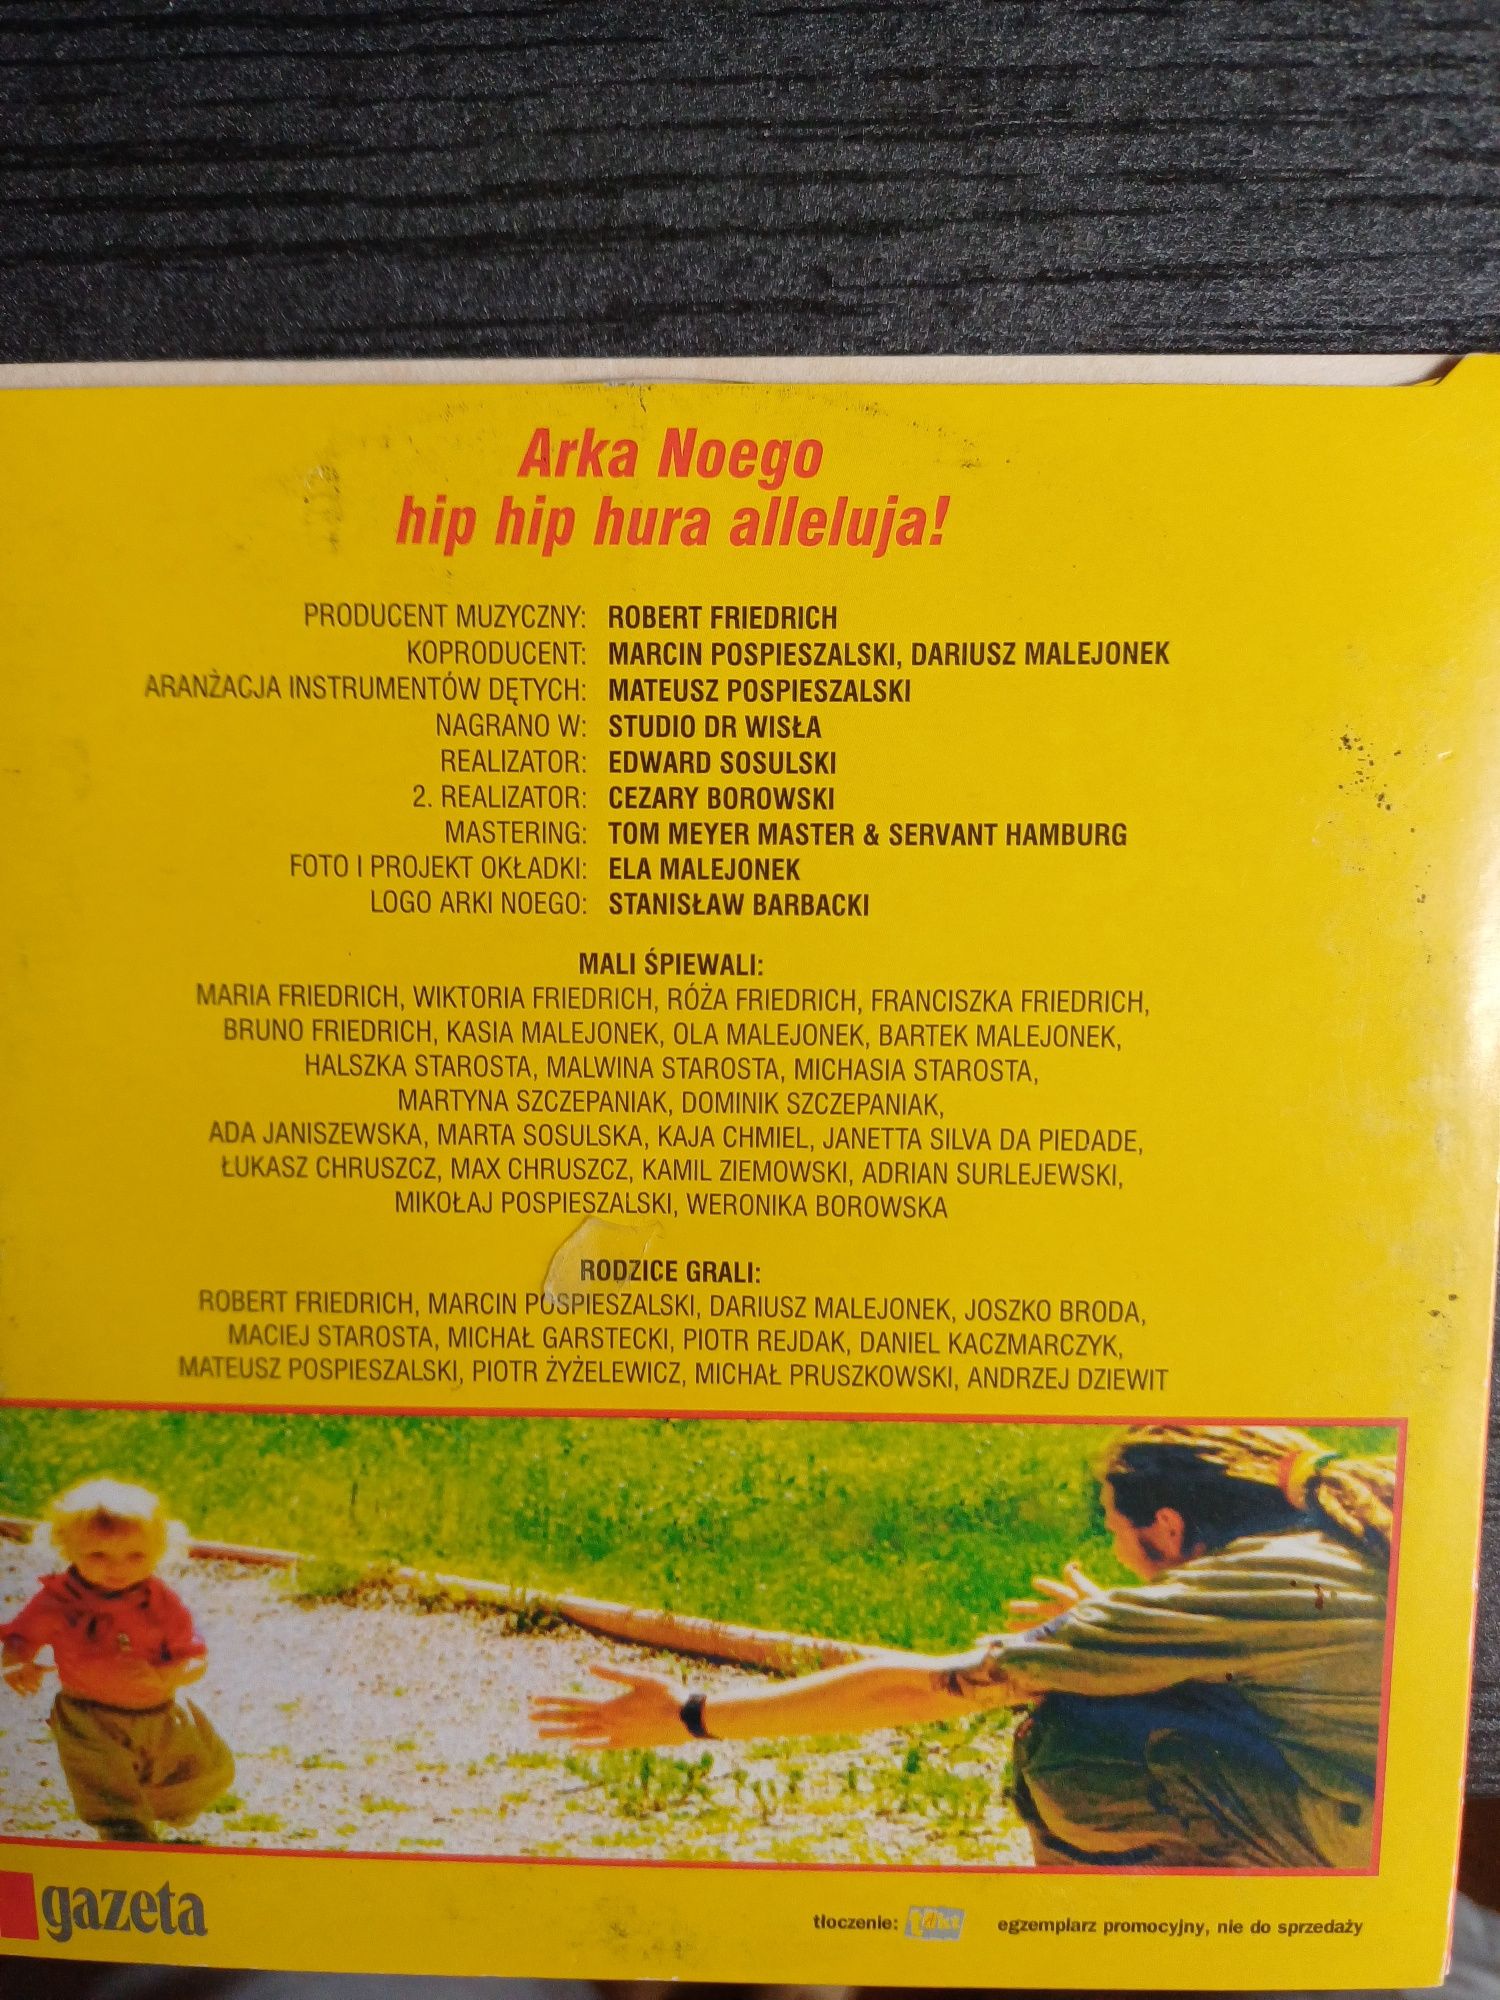 Arka Noego
hip hip hura alleluja!
PRODUCENT MUZYCZNY: ROBERT FRIEDRICH
KOPRODUCENT: MARCIN POSPIESZALSKI, DARIUSZ MALEJONEK
ARANŻACJA INSTRUMENTÓW DĘTYCH: MATEUSZ POSPIESZALSKI
NAGRANO W: STUDIO DR WISŁA
REALIZATOR: EDWARD SOSULSKI
2. REALIZATOR: CEZARY BOROWSKI
MASTERING: TOM MEYER MASTER & SERVANT HAMBURG
FOTO I PROJEKT OKŁADKI: ELA MALEJONEK
LOGO ARKI NOEGO: STANISŁAW BARBACKI
MALI ŚPIEWALI:
MARIA FRIEDRICH, WIKTORIA FRIEDRICH, RÓŻA FRIEDRICH, FRANCISZKA FRIEDRICH,
BRUNO FRIEDRICH, KASIA MALEJONEK, OLA MALEJONEK, BARTEK MALEJONEK,
HALSZKA STAROSTA, MALWINA STAROSTA, MICHASIA STAROSTA,
MARTYNA SZCZEPANIAK, DOMINIK SZCZEPANIAK,
ADA JANISZEWSKA, MARTA SOSULSKA, KAJA CHMIEL, JANETTA SILVA DA PIEDADE,
ŁUKASZ CHRUSZCZ, MAX CHRUSZCZ, KAMIL ZIEMOWSKI, ADRIAN SURLEJEWSKI,
MIKOŁAJ POSPIESZALSKI, WERONIKA BOROWSKA
RODZICE GRALI:
ROBERT FRIEDRICH, MARCIN POSPIESZALSKI, DARIUSZ MALEJONEK, JOSZKO BRODA,
MACIEJ STAROSTA, MICHAŁ GARSTECKI, PIOTR REJDAK, DANIEL KACZMARCZYK,
MATEUSZ POSPIESZALSKI, PIOTR ŻYŻELEWICZ, MICHAŁ PRUSZKOWSKI, ANDRZEJ DZIEWIT
gazeta
tłoczenie: egzemplarz promocyjny, nie do sprzedaży